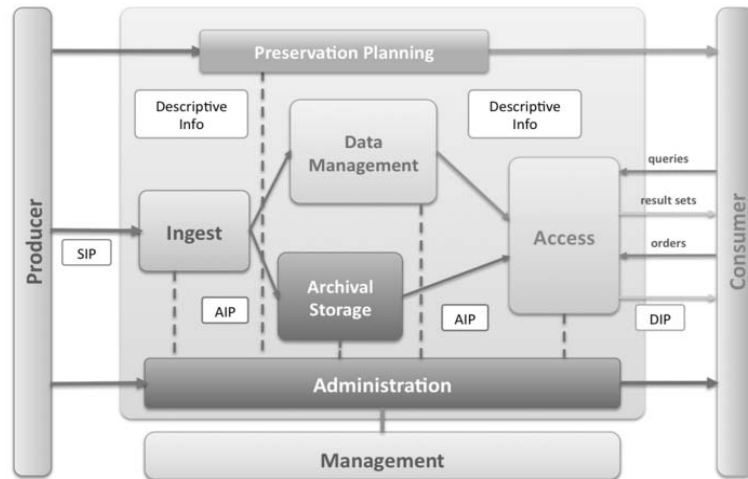 Preservation Planning
Descriptive
Info
Descriptive
Info
Data
Management
queries
result sets
orders
Producer
SIP
Ingest
Access
Consumer
AIP
Archival
Storage
AIP
DIP
Administration
Management